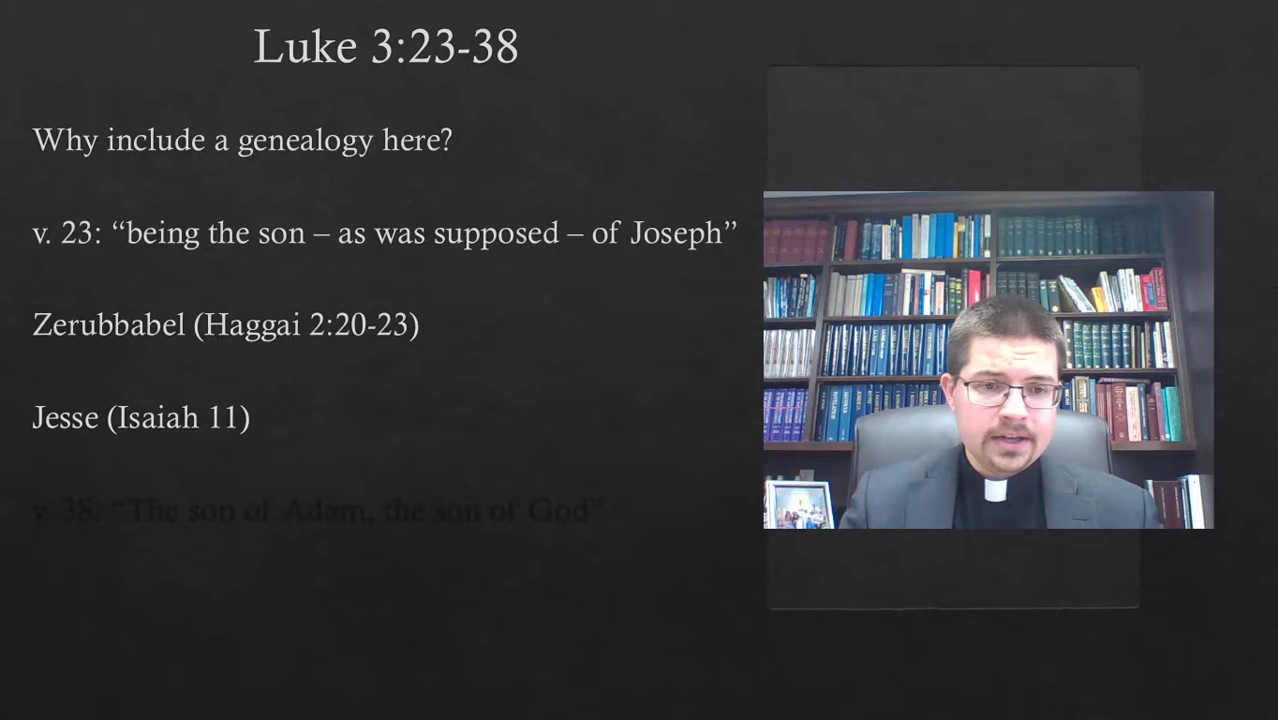 Luke 3:23-38
Why include a genealogy here?
v. 23: “being the son – as was supposed – of Joseph”
Zerubbabel (Haggai 2:20-23)
Jesse (Isaiah 11)
v. 38: “The son of Adam, the son of God”